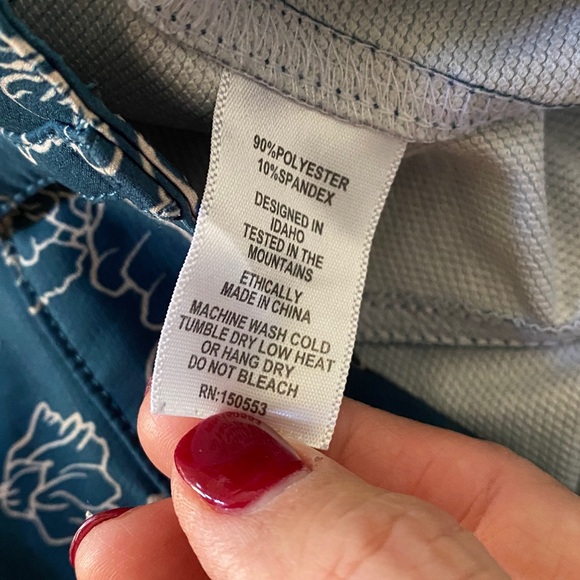 90%POLYESTER
10%SPANDEX
DESIGNED IN
IDAHO
TESTED IN THE
MOUNTAINS
ETHICALLY
MADE IN CHINA
MACHINE WASH COLD
TUMBLE DRY LOW HEAT
OR HANG DRY
DO NOT BLEACH
RN:150553